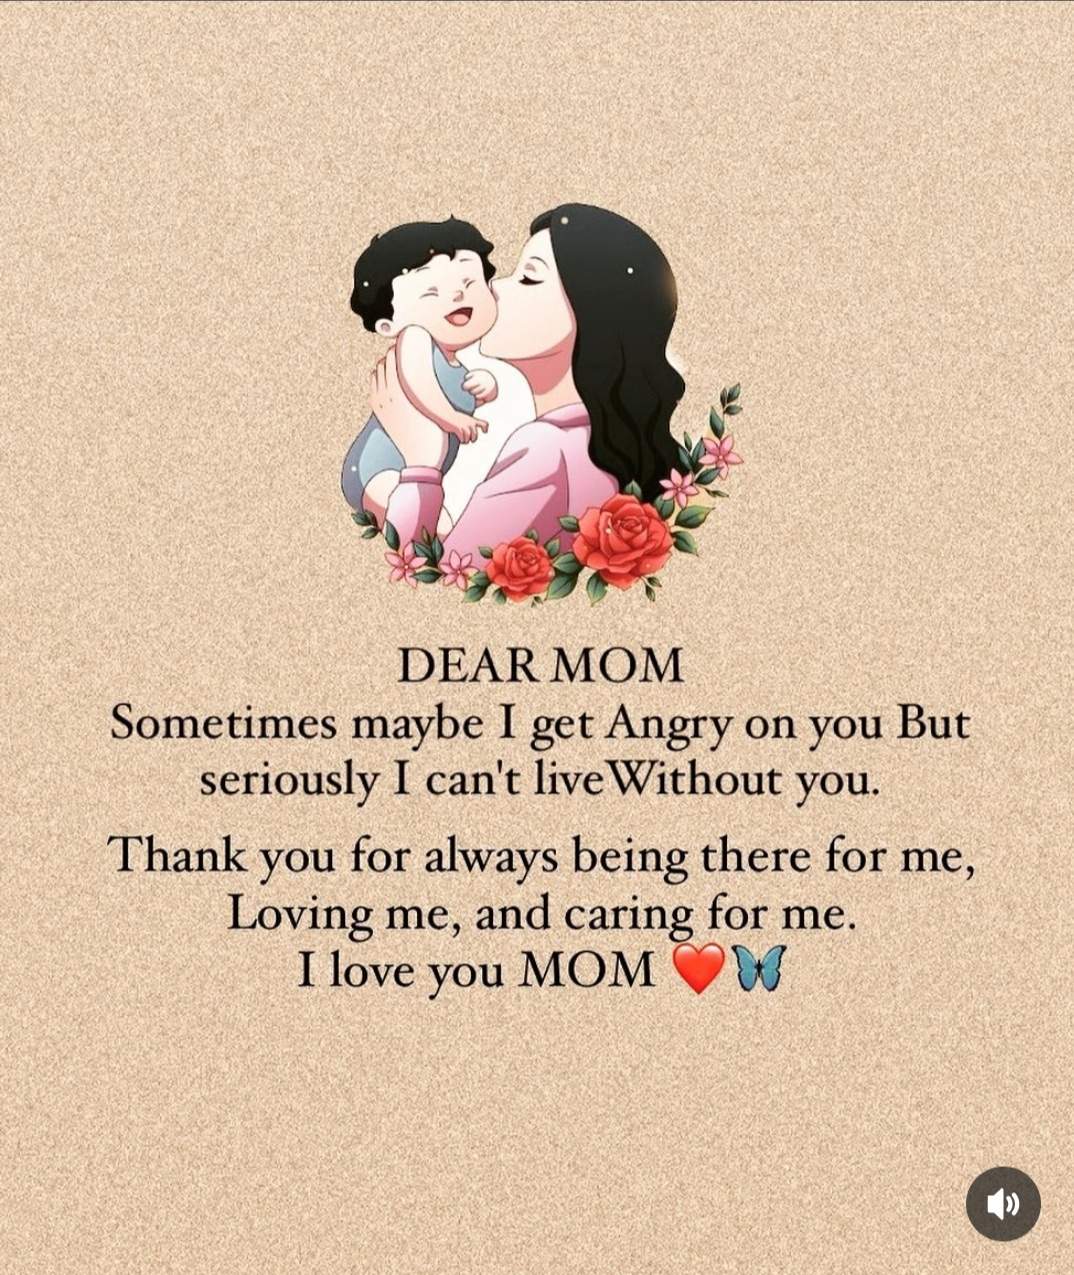 DEAR MOM
Sometimes maybe I get Angry on you But
seriously I can't liveWithout you.
Thank you for always being there for me,
Loving me, and caring for me.
I love you MOM ❤️🦋